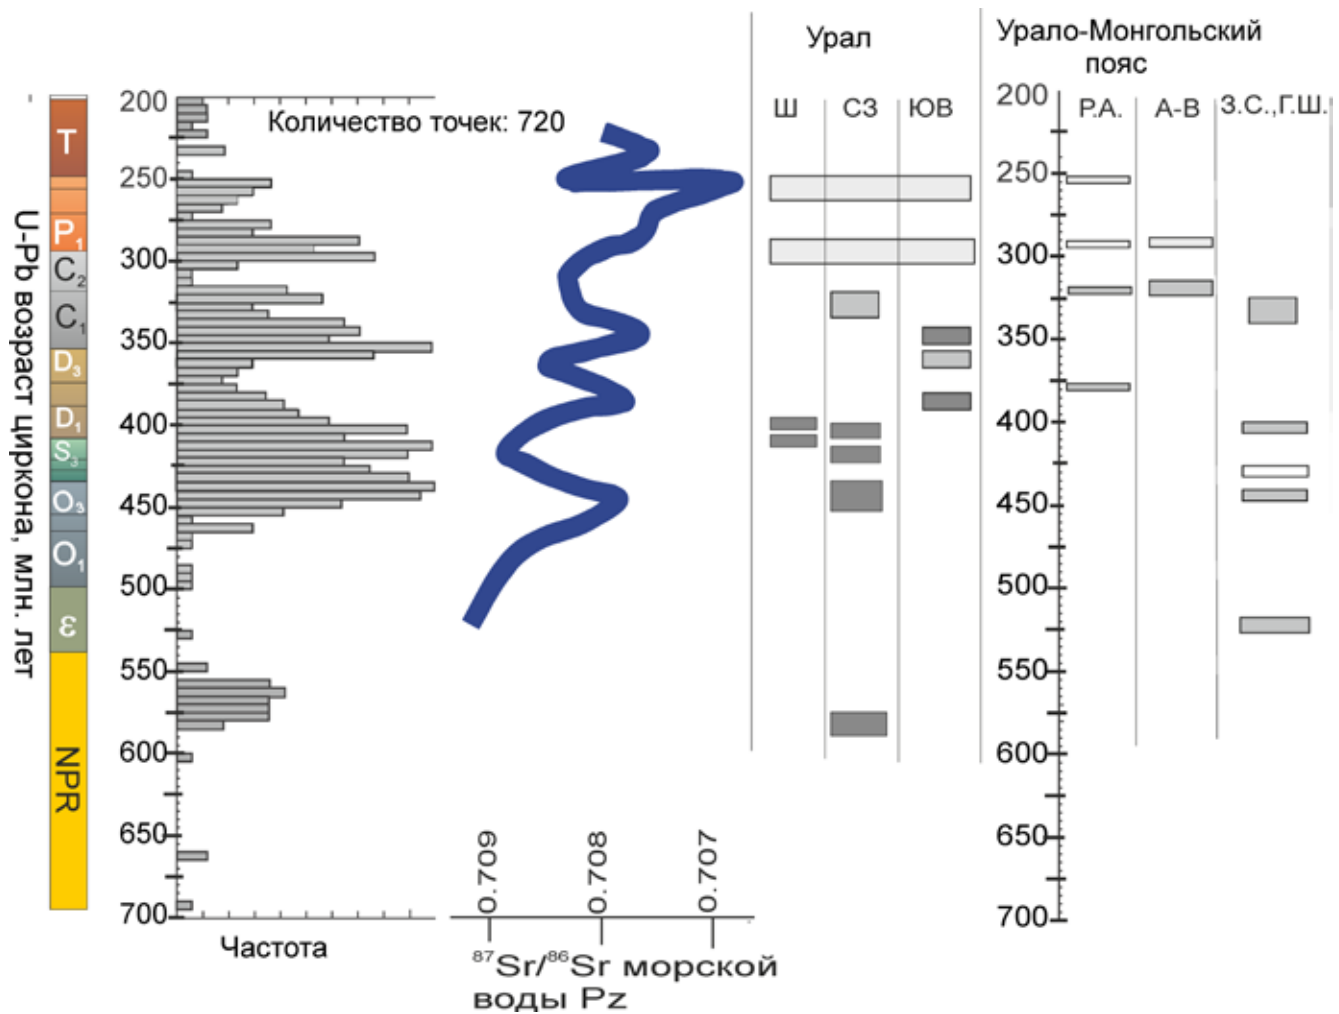 Урал
Урало-Монгольский
пояс
Ш
СЗ
ЮВ
Р.А.
А-В
З.С.,Г.Ш.
Количество точек: 720
U-Pb возраст циркона, млн. лет
T
P1
C2
C1
D3
D1
S3
O3
O1
ε
NPR
200
250
300
350
400
450
500
550
600
650
700
Частота
0.709
0.708
0.707
⁸⁷Sr/⁸⁶Sr морской
воды Pz
200
250
300
350
400
450
500
550
600
650
700